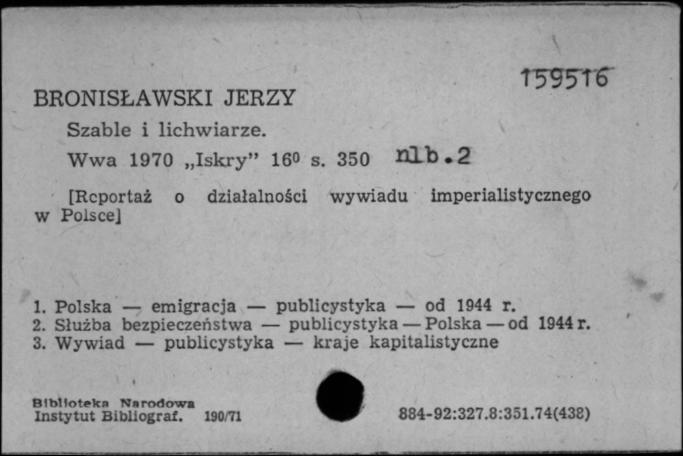 159516
BRONISŁAWSKI JERZY
Szable i lichwiarze.
Wwa 1970 „Iskry” 16⁰ s. 350 nlb.2
[Reportaż o działalności wywiadu imperialistycznego
w Polsce]
1. Polska — emigracja — publicystyka — od 1944 r.
2. Służba bezpieczeństwa — publicystyka — Polska — od 1944 r.
3. Wywiad — publicystyka — kraje kapitalistyczne
Biblioteka Narodowa
Instytut Bibliograf. 190/71
884-92:327.8:351.74(438)